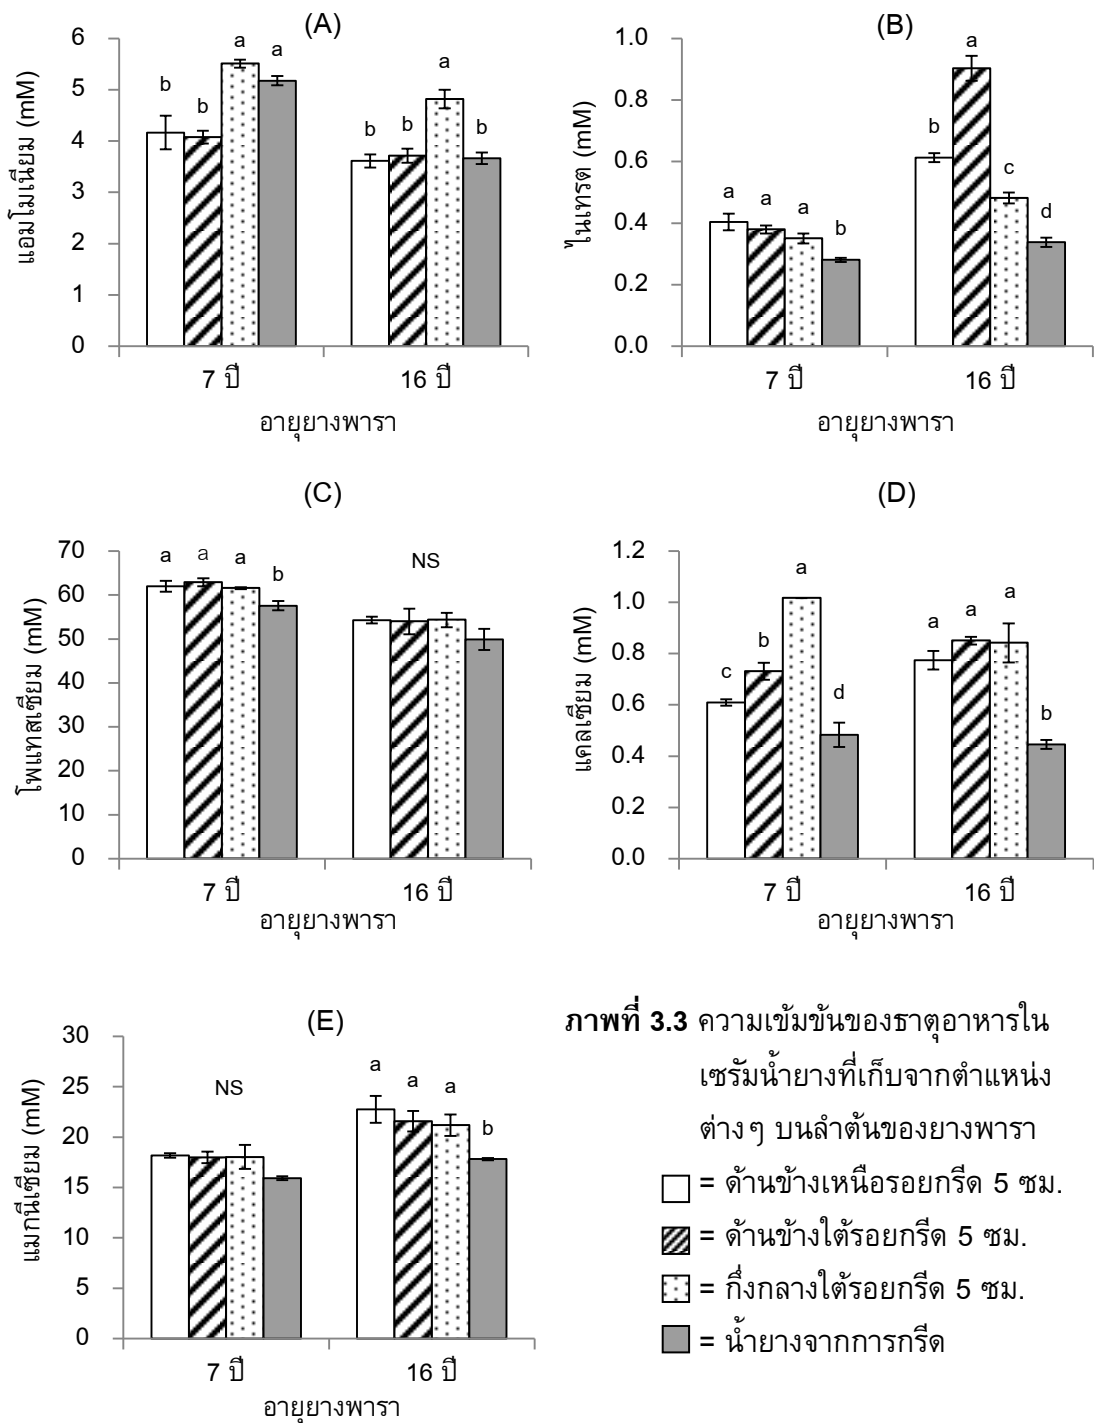 (A)
แอมโมเนียม (mM)
6
5
4
3
2
1
0
b b a a
b b a b
7 ปี 16 ปี
อายุยางพารา
(B)
ไนเทรต (mM)
1.0
0.8
0.6
0.4
0.2
0.0
a a a b
b a c d
7 ปี 16 ปี
อายุยางพารา
(C)
โพแทสเซียม (mM)
70
60
50
40
30
20
10
0
a a a b
NS
7 ปี 16 ปี
อายุยางพารา
(D)
แคลเซียม (mM)
1.2
1.0
0.8
0.6
0.4
0.2
0.0
c b a d
a a a b
7 ปี 16 ปี
อายุยางพารา
(E)
แมกนีเซียม (mM)
30
25
20
15
10
5
0
NS
a a a b
7 ปี 16 ปี
อายุยางพารา
ภาพที่ 3.3 ความเข้มข้นของธาตุอาหารใน
เซรัมน้ำยางที่เก็บจากตำแหน่ง
ต่างๆ บนลำต้นของยางพารา
= ด้านข้างเหนือรอยกรีด 5 ซม.
= ด้านข้างใต้รอยกรีด 5 ซม.
= กึ่งกลางใต้รอยกรีด 5 ซม.
= น้ำยางจากการกรีด